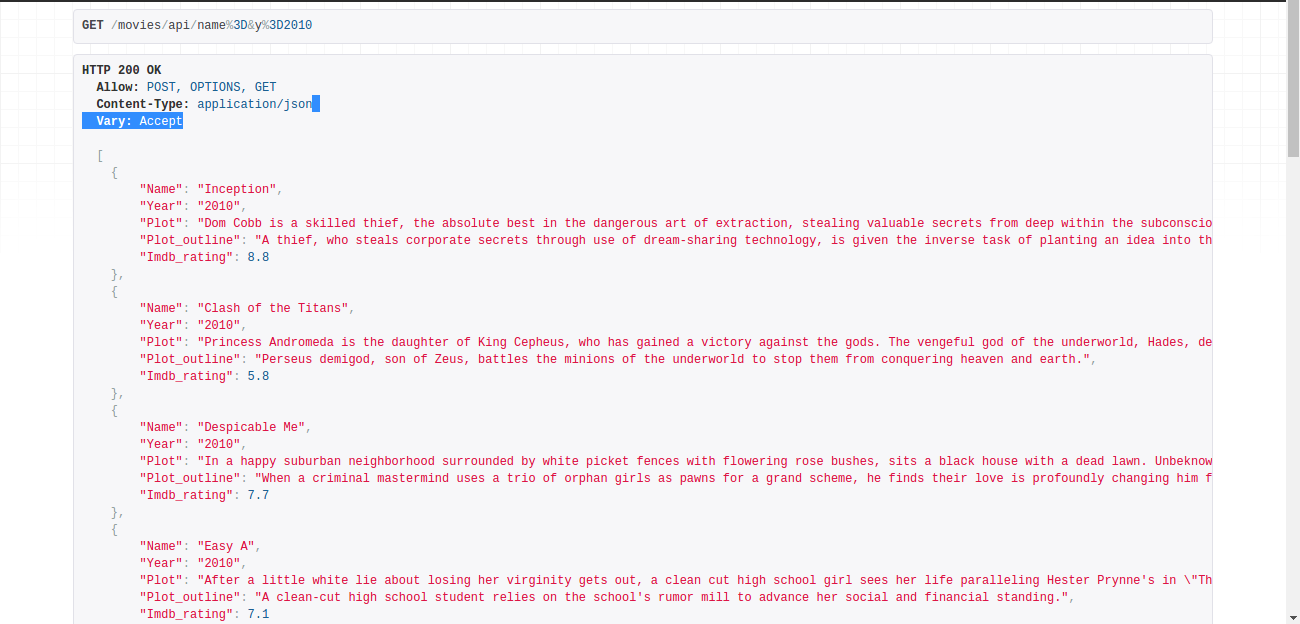 GET /movies/api/name%3D&y%3D2010
HTTP 200 OK
Allow: POST, OPTIONS, GET
Content-Type: application/json
Vary: Accept
[
{
"Name": "Inception",
"Year": "2010",
"Plot": "Dom Cobb is a skilled thief, the absolute best in the dangerous art of extraction, stealing valuable secrets from deep within the subconscio
"Plot_outline": "A thief, who steals corporate secrets through use of dream-sharing technology, is given the inverse task of planting an idea into th
"Imdb_rating": 8.8
},
{
"Name": "Clash of the Titans",
"Year": "2010",
"Plot": "Princess Andromeda is the daughter of King Cepheus, who has gained a victory against the gods. The vengeful god of the underworld, Hades, de
"Plot_outline": "Perseus demigod, son of Zeus, battles the minions of the underworld to stop them from conquering heaven and earth.",
"Imdb_rating": 5.8
},
{
"Name": "Despicable Me",
"Year": "2010",
"Plot": "In a happy suburban neighborhood surrounded by white picket fences with flowering rose bushes, sits a black house with a dead lawn. Unbeknow
"Plot_outline": "When a criminal mastermind uses a trio of orphan girls as pawns for a grand scheme, he finds their love is profoundly changing him f
"Imdb_rating": 7.7
},
{
"Name": "Easy A",
"Year": "2010",
"Plot": "After a little white lie about losing her virginity gets out, a clean cut high school girl sees her life paralleling Hester Prynne's in \"Th
"Plot_outline": "A clean-cut high school student relies on the school's rumor mill to advance her social and financial standing.",
"Imdb_rating": 7.1